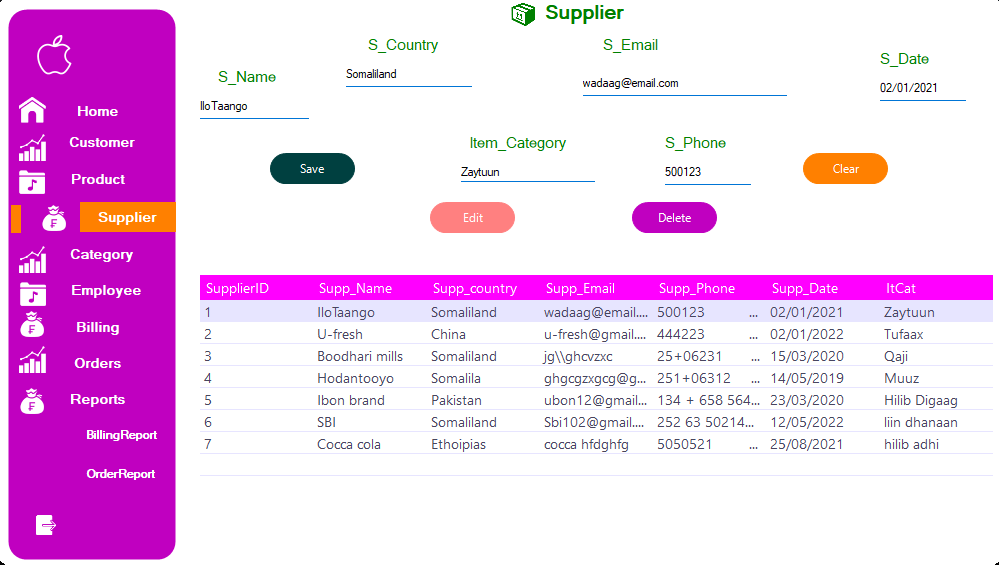 Supplier
S_Name
IloTaango
S_Country
Somaliland
S_Email
wadaag@email.com
S_Date
02/01/2021
Item_Category
Zaytuun
S_Phone
500123
Save
Clear
Edit
Delete
Home
Customer
Product
Supplier
Category
Employee
Billing
Orders
Reports
BillingReport
OrderReport
SupplierID Supp_Name Supp_country Supp_Email Supp_Phone Supp_Date ItCat
1 IloTaango Somaliland wadaag@email.... 500123 ... 02/01/2021 Zaytuun
2 U-fresh China u-fresh@gmail.... 444223 ... 02/01/2022 Tufaax
3 Boodhari mills Somaliland jg\\ghcvzxc 25+06231 ... 15/03/2020 Qaji
4 Hodantooyo Somalila ghgcgzxgcg@g... 251+06312 ... 14/05/2019 Muuz
5 Ibon brand Pakistan ubon12@gmail.... 134 + 658 564... 23/03/2020 Hilib Digaag
6 SBI Somaliland Sbi102@gmail.... 252 63 50214... 12/05/2022 liin dhanaan
7 Cocca cola Ethoipias cocca hfdghfg 5050521 ... 25/08/2021 hilib adhi